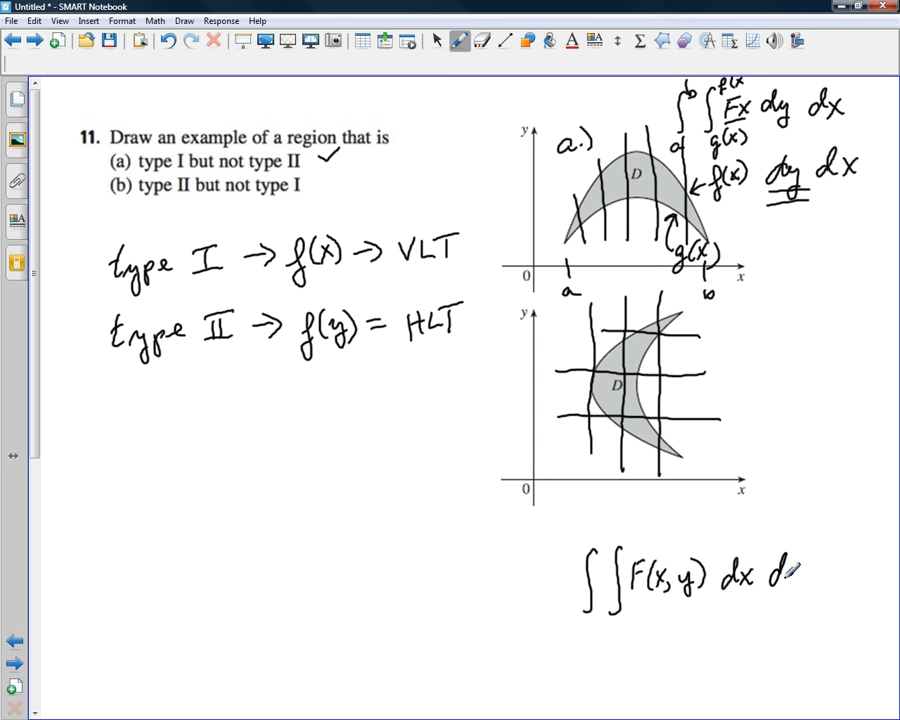 Untitled * - SMART Notebook
File Edit View Insert Format Math Draw Response Help
11. Draw an example of a region that is
(a) type I but not type II ✓
(b) type II but not type I
type I → f(x) → VLT
type II → f(y) = HLT
y
a.)
D
∫ ∫ Fx dy dx
b
f(x
a
g(x)
← f(x) dy dx
g(x)
0
x
a
b
y
D
0
x
∫ ∫ F(x, y) dx d